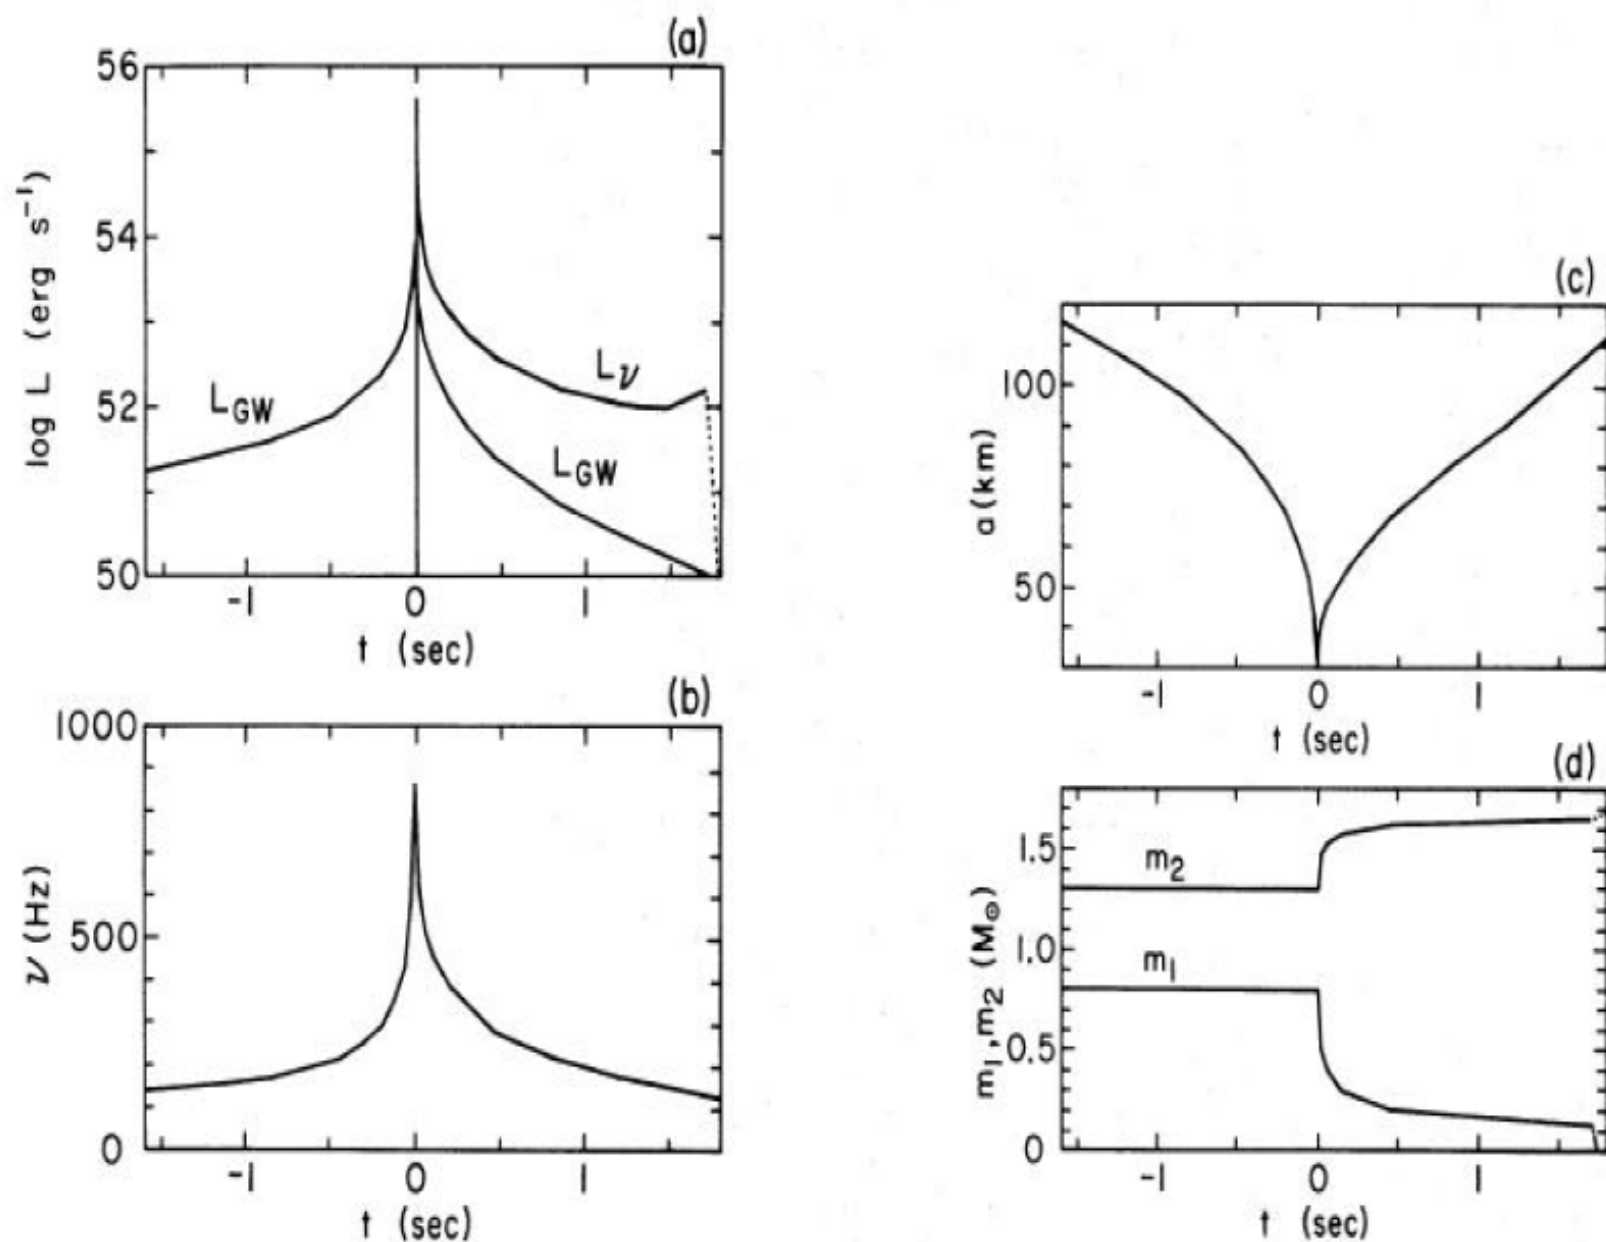 (a)
56
54
52
50
log L (erg s⁻¹)
L_GW
L_ν
L_GW
-1 0 1
t (sec)
(b)
1000
500
0
ν (Hz)
-1 0 1
t (sec)
(c)
100
50
a (km)
-1 0 1
t (sec)
(d)
1.5
1.0
0.5
0
m₁, m₂ (M⊙)
m₂
m₁
-1 0 1
t (sec)